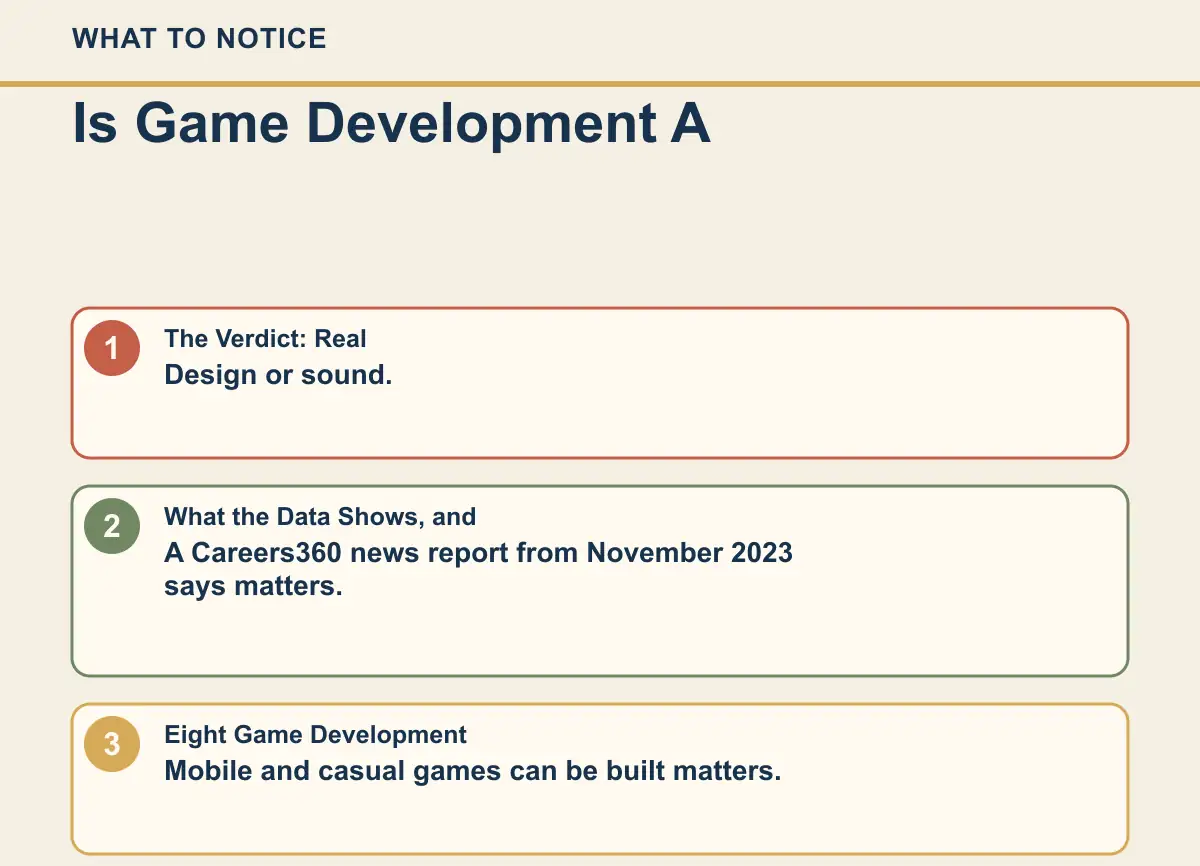 WHAT TO NOTICE
Is Game Development A
1
The Verdict: Real
Design or sound.
2
What the Data Shows, and
A Careers360 news report from November 2023
says matters.
3
Eight Game Development
Mobile and casual games can be built matters.